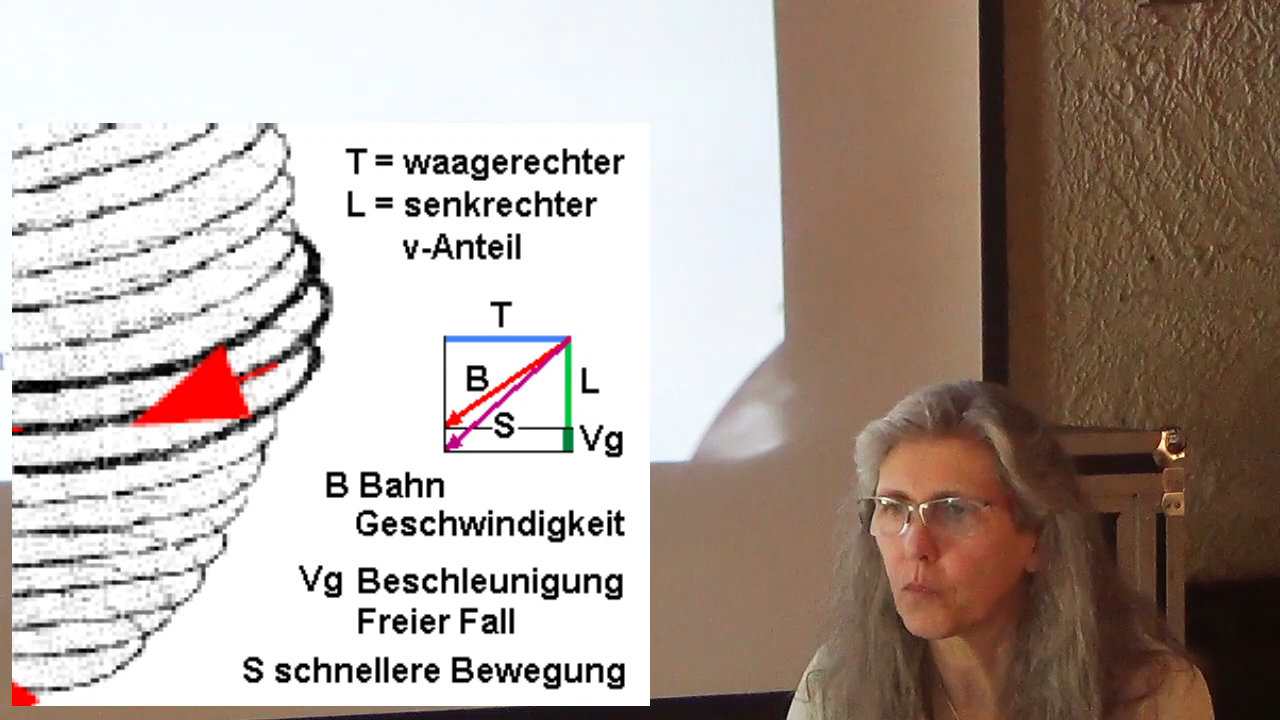 T = waagerechter
L = senkrechter
v-Anteil
T
B
L
S
Vg
B Bahn
Geschwindigkeit
Vg Beschleunigung
Freier Fall
S schnellere Bewegung